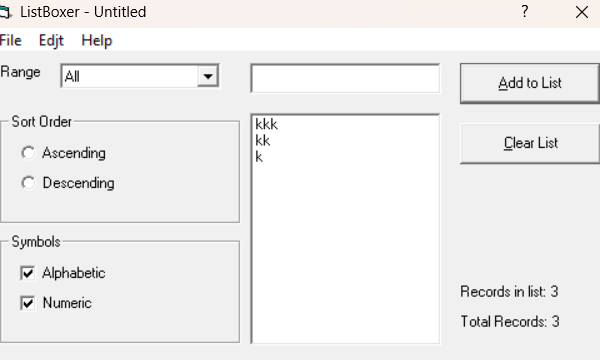 ListBoxer - Untitled
?
File Edjt Help
Range
All
Add to List
Sort Order
Ascending
Descending
kkk
kk
k
Clear List
Symbols
Alphabetic
Numeric
Records in list: 3
Total Records: 3